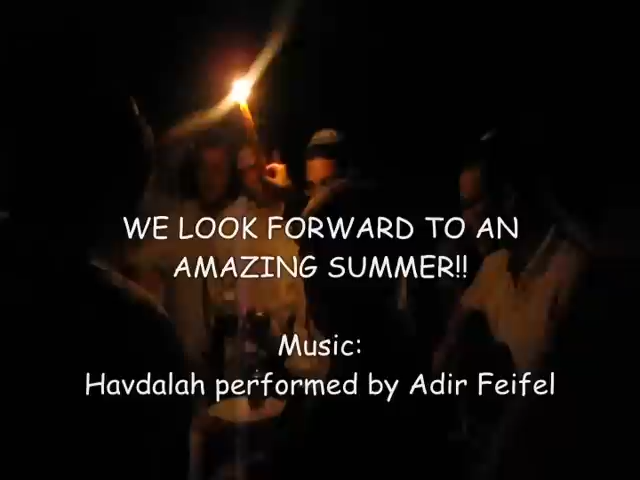 WE LOOK FORWARD TO AN
AMAZING SUMMER!!
Music:
Havdalah performed by Adir Feifel